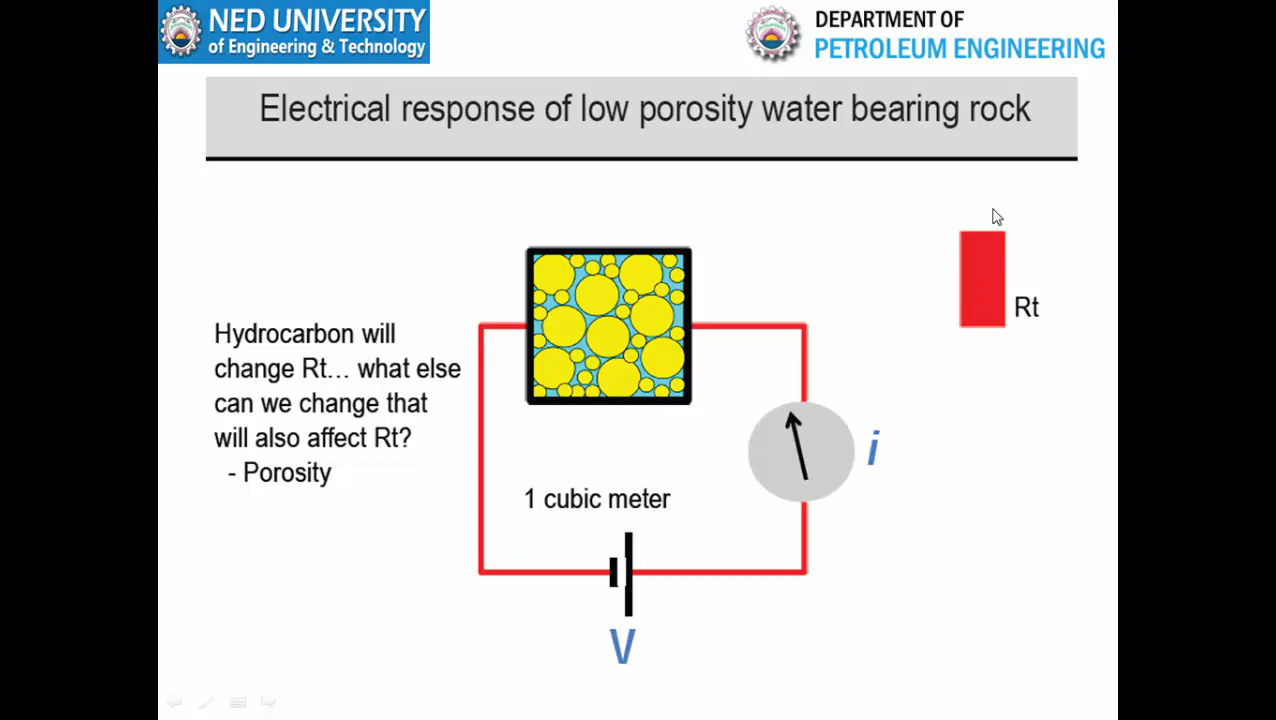 NED UNIVERSITY
of Engineering & Technology
DEPARTMENT OF
PETROLEUM ENGINEERING
Electrical response of low porosity water bearing rock
Rt
Hydrocarbon will
change Rt... what else
can we change that
will also affect Rt?
- Porosity
i
1 cubic meter
V